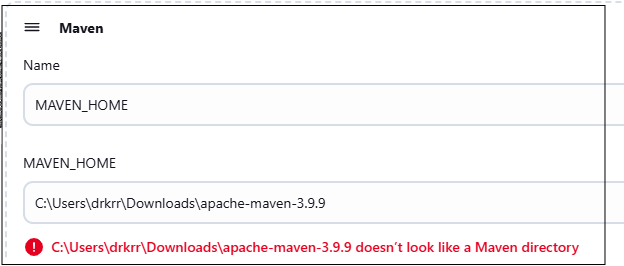 Maven
Name
MAVEN_HOME
MAVEN_HOME
C:\Users\drkrr\Downloads\apache-maven-3.9.9
C:\Users\drkrr\Downloads\apache-maven-3.9.9 doesn’t look like a Maven directory